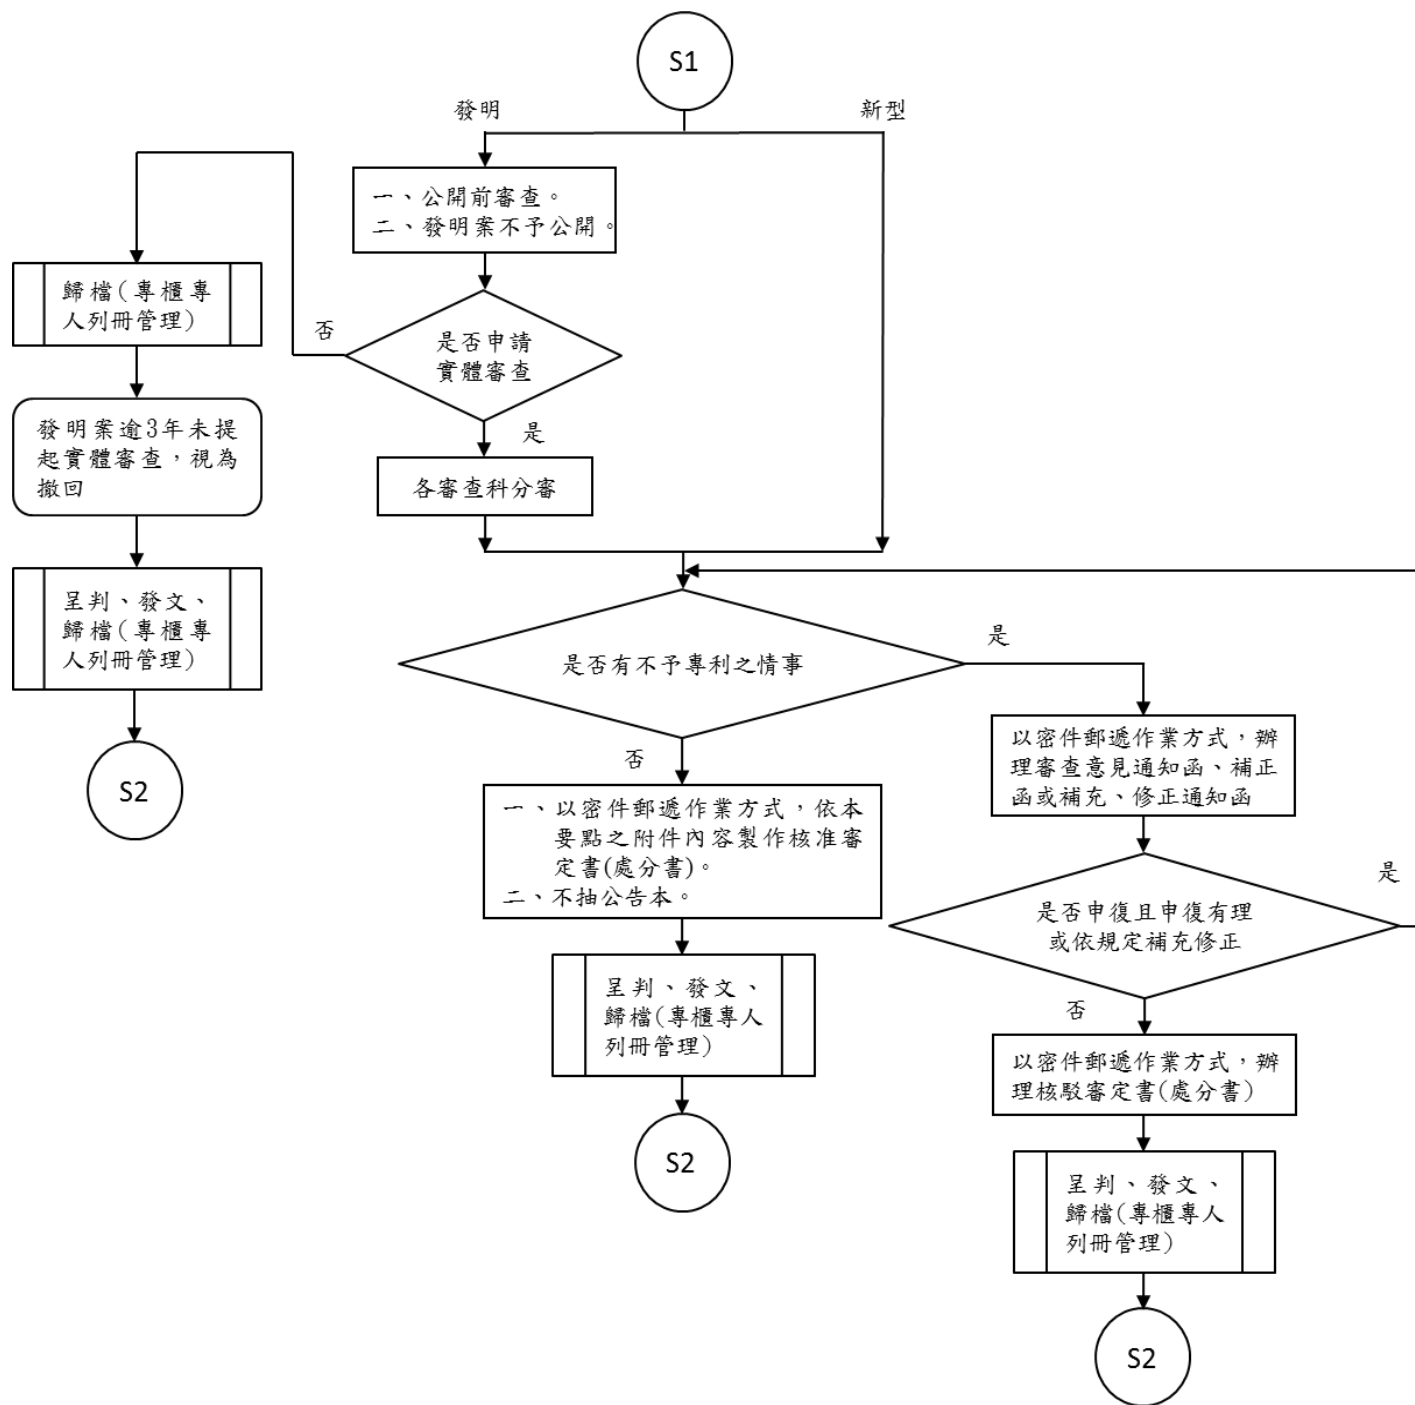 S1
發明
新型
一、公開前審查。
二、發明案不予公開。
歸檔(專櫃專
人列冊管理)
否
是否申請
實體審查
發明案逾3年未提
起實體審查，視為
撤回
是
各審查科分審
呈判、發文、
歸檔(專櫃專
人列冊管理)
S2
是否有不予專利之情事
是
否
以密件郵遞作業方式，辦
理審查意見通知函、補正
函或補充、修正通知函
一、以密件郵遞作業方式，依本
要點之附件內容製作核准審
定書(處分書)。
二、不抽公告本。
是否申復且申復有理
或依規定補充修正
是
否
呈判、發文、
歸檔(專櫃專人
列冊管理)
S2
以密件郵遞作業方式，辦
理核駁審定書(處分書)
呈判、發文、
歸檔(專櫃專人
列冊管理)
S2